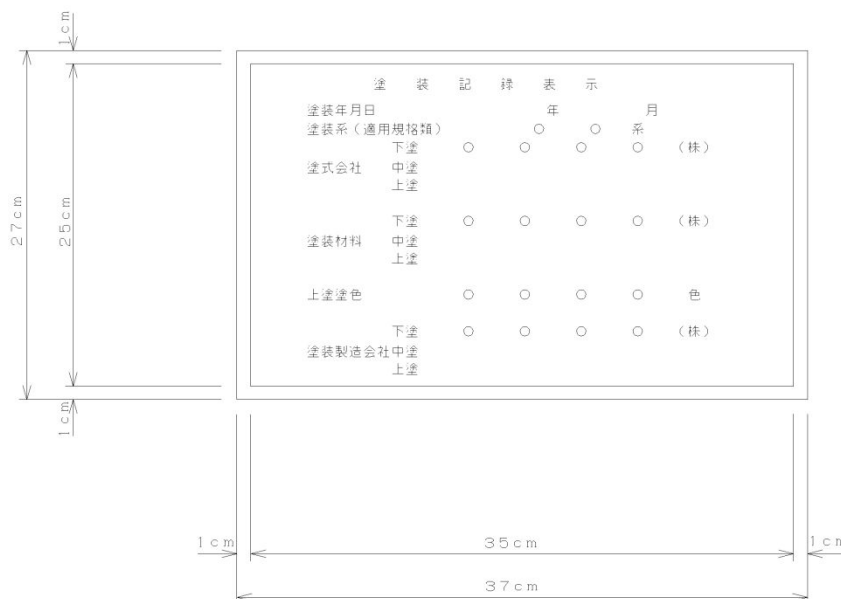 塗装記録表示
塗装年月日 年 月
塗装系(適用規格類) ○ ○ 系
下塗 ○ ○ ○ ○ (株)
塗式会社 中塗
上塗
下塗 ○ ○ ○ ○ (株)
塗装材料 中塗
上塗
上塗塗色 ○ ○ ○ ○ 色
下塗 ○ ○ ○ ○ (株)
塗装製造会社 中塗
上塗
1cm
27cm
25cm
1cm
1cm
35cm
1cm
37cm